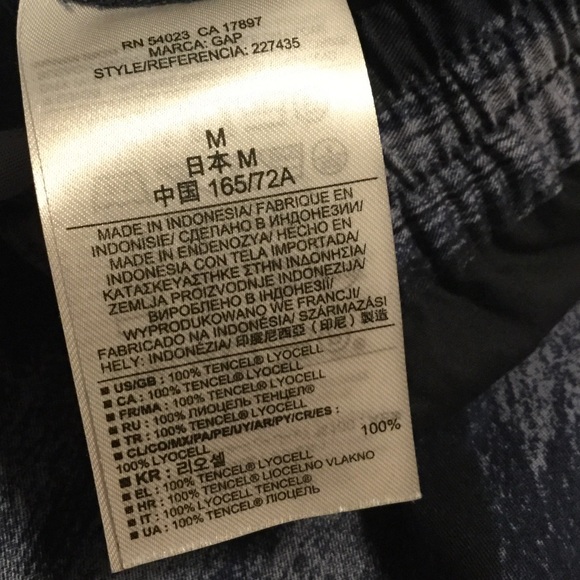 RN 54023 CA 17897
MARCA: GAP
STYLE/REFERENCIA: 227435
M
日本 M
中国 165/72A
MADE IN INDONESIA/ FABRIQUE EN
INDONISIE/ СДЕЛАНО В ИНДОНЕЗИИ/
MADE IN ENDENOZYA/ HECHO EN
INDONESIA CON TELA IMPORTADA/
ΚΑΤΑΣΚΕΥΑΣΤΗΚΕ ΣΤΗΝ ΙΝΔΟΝΗΣΙΑ/
ZEMLJA PROIZVODNJE INDONEZIJA/
ВИРОБЛЕНО В ІНДОНЕЗІЇ/
WYPRODUKOWANO WE FRANCJI/
FABRICADO NA INDONÉSIA/ SZÁRMAZÁSI
HELY: INDONÉZIA/ 印度尼西亞（印尼）製造
■ US/GB : 100% TENCEL® LYOCELL
■ CA : 100% TENCEL® LYOCELL
■ FR/MA : 100% TENCEL® LYOCELL
■ RU : 100% ЛИОЦЕЛЬ ТЕНЦЕЛ®
■ TR : 100% TENCEL® LYOCELL
■ CL/CO/MX/PA/PE/UY/AR/PY/CR/ES :
100% LYOCELL
■ KR : 리오셀 100%
■ EL : 100% TENCEL® LYOCELL
■ HR : 100% TENCEL® LIOCELNO VLAKNO
■ IT : 100% LYOCELL TENCEL®
■ UA : 100% TENCEL® ЛІОЦЕЛЬ